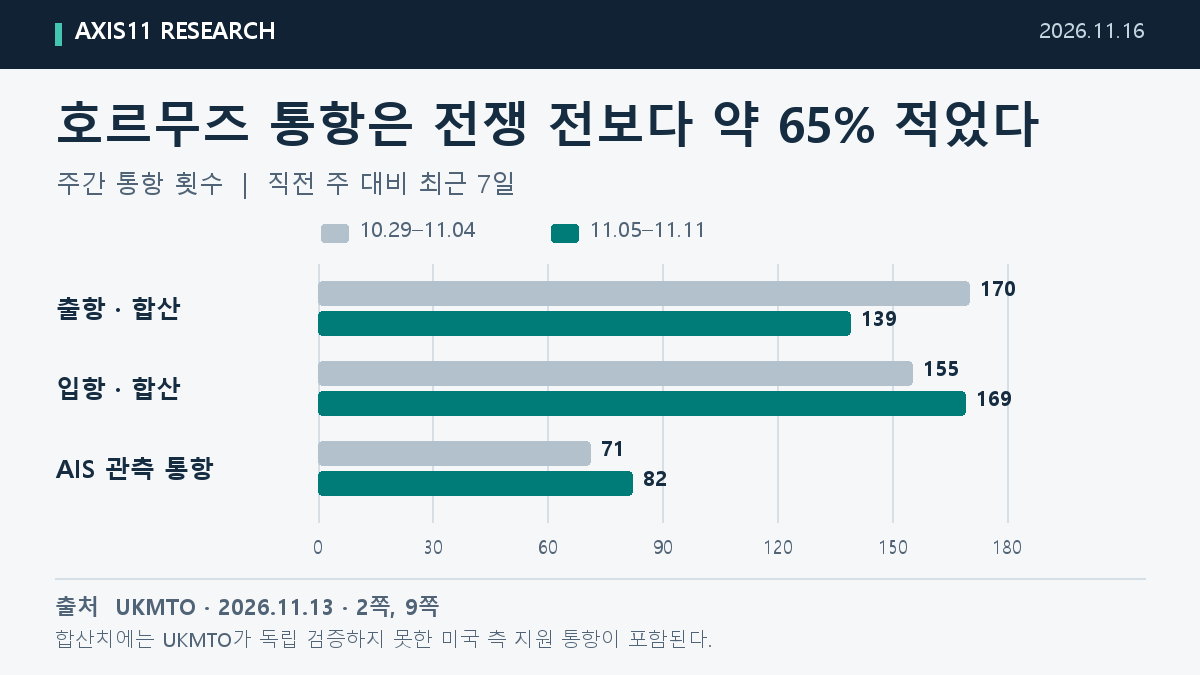 AXIS11 RESEARCH
2026.11.16
호르무즈 통항은 전쟁 전보다 약 65% 적었다
주간 통항 횟수 | 직전 주 대비 최근 7일
10.29–11.04
11.05–11.11
출항 · 합산
170
139
입항 · 합산
155
169
AIS 관측 통항
71
82
0 30 60 90 120 150 180
출처 UKMTO · 2026.11.13 · 2쪽, 9쪽
합산치에는 UKMTO가 독립 검증하지 못한 미국 측 지원 통항이 포함된다.